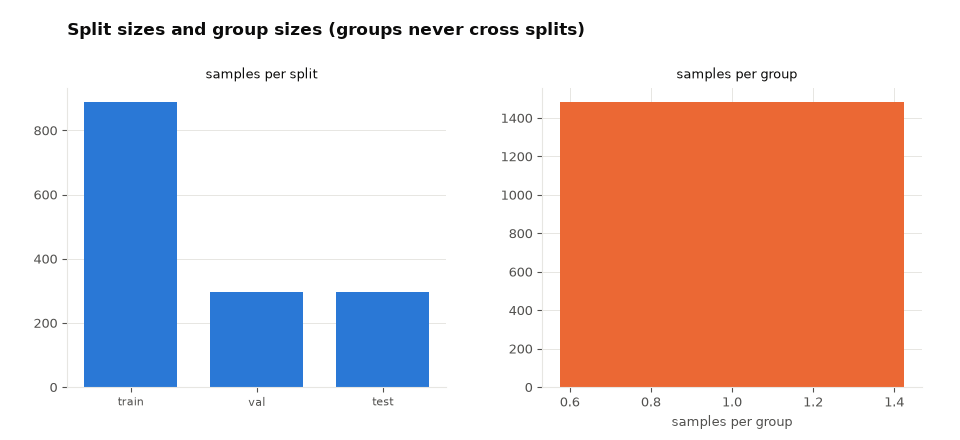 Split sizes and group sizes (groups never cross splits)
samples per split
800
600
400
200
0
train val test
samples per group
1400
1200
1000
800
600
400
200
0
0.6 0.8 1.0 1.2 1.4
samples per group